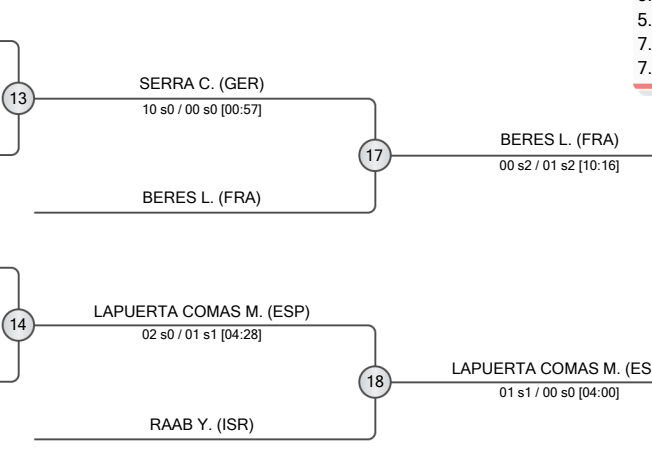 5.
7.
7.
SERRA C. (GER)
13
10 s0 / 00 s0 [00:57]
BERES L. (FRA)
17
00 s2 / 01 s2 [10:16]
BERES L. (FRA)
LAPUERTA COMAS M. (ESP)
14
02 s0 / 01 s1 [04:28]
LAPUERTA COMAS M. (ES
18
01 s1 / 00 s0 [04:00]
RAAB Y. (ISR)